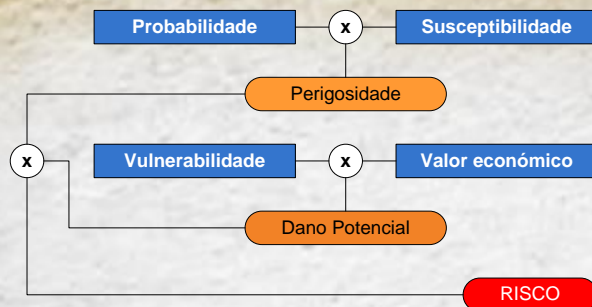 Probabilidade x Susceptibilidade
Perigosidade
x
Vulnerabilidade x Valor económico
Dano Potencial
RISCO